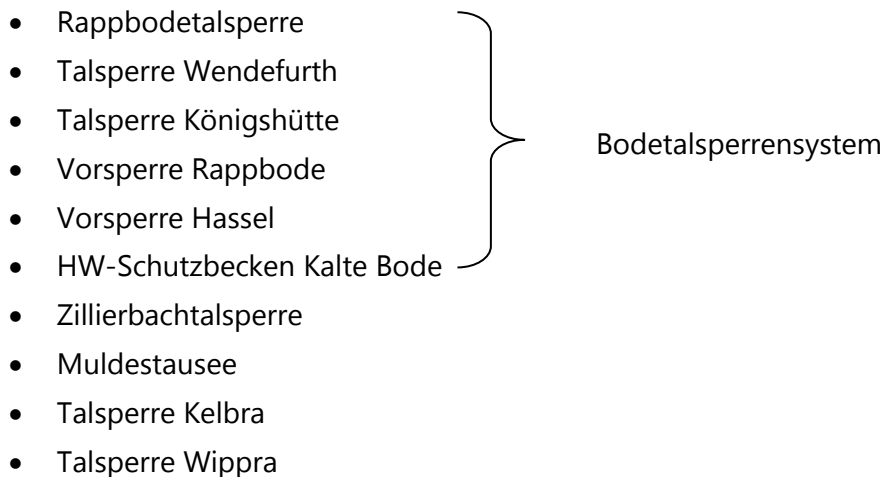 • Rappbodetalsperre
• Talsperre Wendefurth
• Talsperre Königshütte
• Vorsperre Rappbode
• Vorsperre Hassel
• HW-Schutzbecken Kalte Bode
Bodetalsperrensystem
• Zillierbachtalsperre
• Muldestausee
• Talsperre Kelbra
• Talsperre Wippra